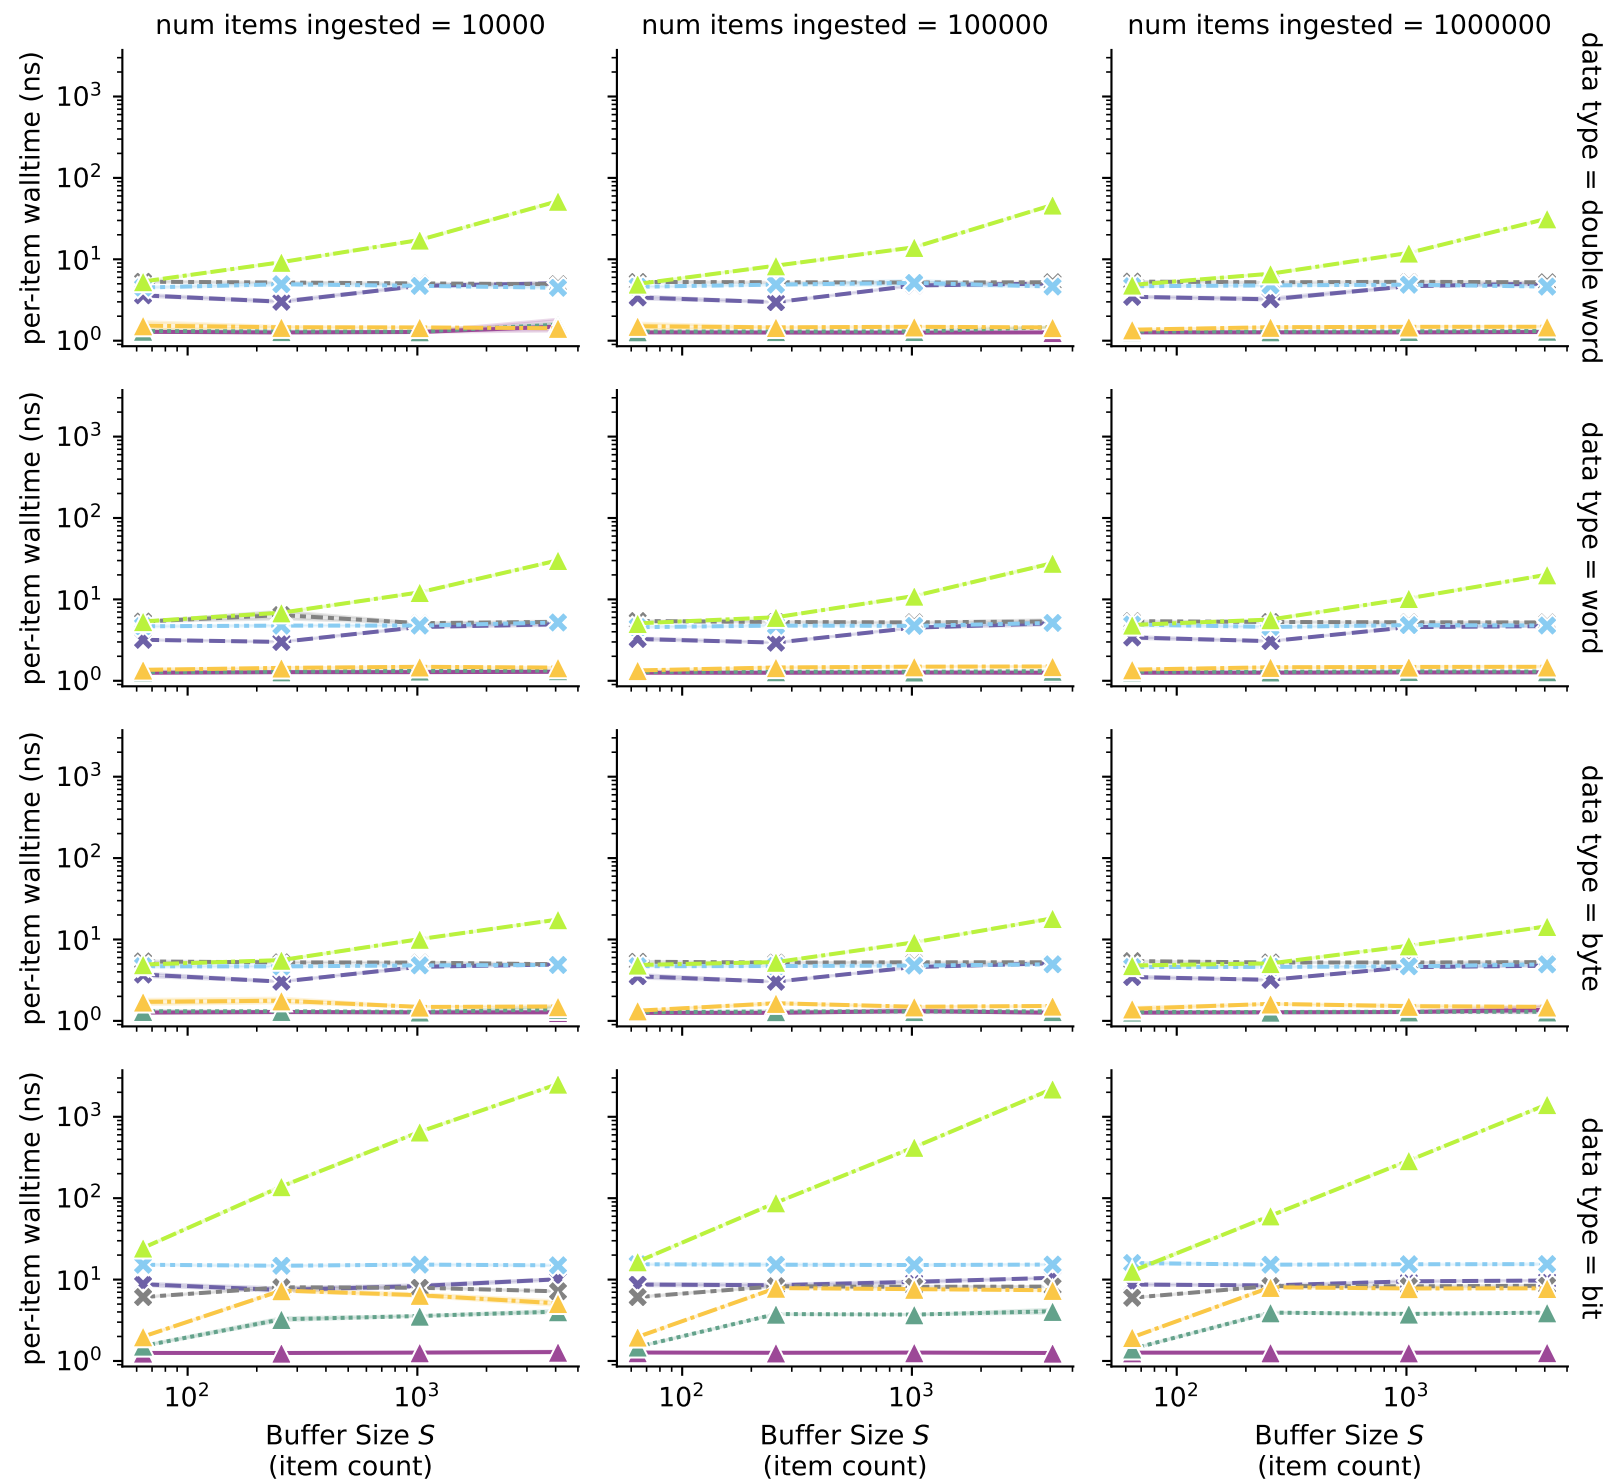 num items ingested = 10000
num items ingested = 100000
num items ingested = 1000000
per-item walltime (ns)
10³
10²
10¹
10⁰
data type = double word
per-item walltime (ns)
10³
10²
10¹
10⁰
data type = word
per-item walltime (ns)
10³
10²
10¹
10⁰
data type = byte
per-item walltime (ns)
10³
10²
10¹
10⁰
data type = bit
10² 10³
10² 10³
10² 10³
Buffer Size S
(item count)
Buffer Size S
(item count)
Buffer Size S
(item count)